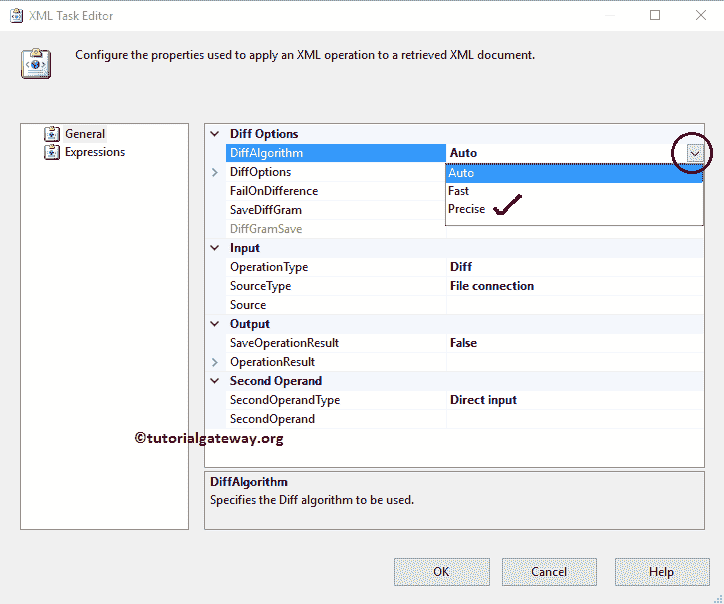 XML Task Editor
Configure the properties used to apply an XML operation to a retrieved XML document.
General
Expressions
Diff Options
DiffAlgorithm Auto
DiffOptions Auto
FailOnDifference Fast
SaveDiffGram Precise
DiffGramSave
Input
OperationType Diff
SourceType File connection
Source
Output
SaveOperationResult False
OperationResult
Second Operand
SecondOperandType Direct input
SecondOperand
©tutorialgateway.org
DiffAlgorithm
Specifies the Diff algorithm to be used.
OK Cancel Help